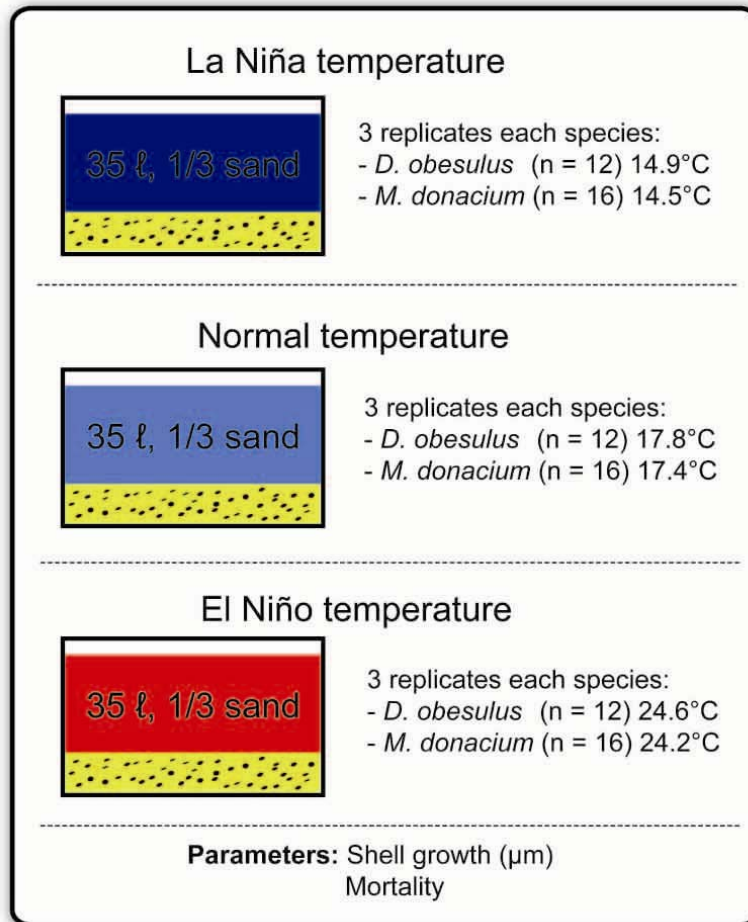 La Niña temperature
35 ℓ, 1/3 sand
3 replicates each species:
- D. obesulus (n = 12) 14.9°C
- M. donacium (n = 16) 14.5°C
Normal temperature
35 ℓ, 1/3 sand
3 replicates each species:
- D. obesulus (n = 12) 17.8°C
- M. donacium (n = 16) 17.4°C
El Niño temperature
35 ℓ, 1/3 sand
3 replicates each species:
- D. obesulus (n = 12) 24.6°C
- M. donacium (n = 16) 24.2°C
Parameters: Shell growth (µm)
Mortality